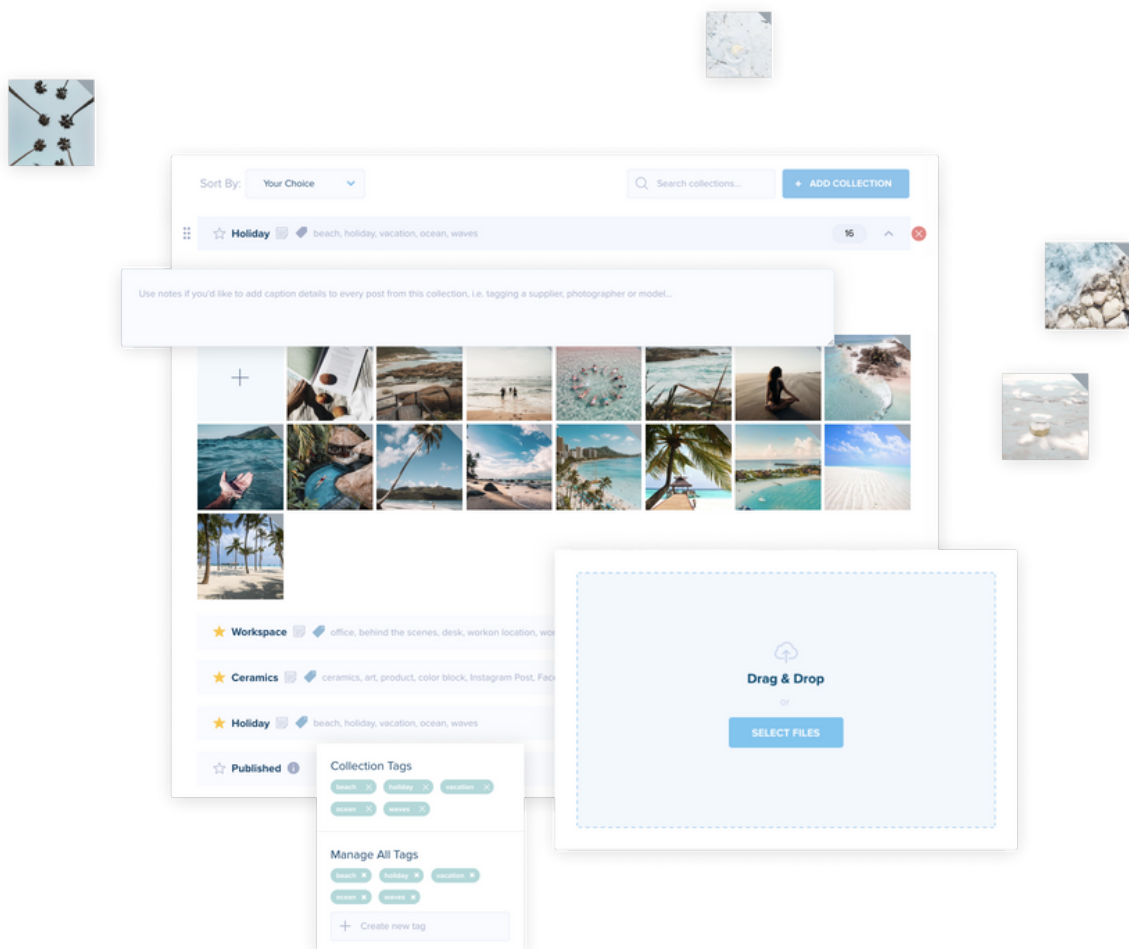 Sort By: Your Choice
Search collections...
+ ADD COLLECTION
Holiday beach, holiday, vacation, ocean, waves 16
Use notes if you'd like to add caption details to every post from this collection, i.e. tagging a supplier, photographer or model...
Workspace office, behind the scenes, desk, workon location,
Ceramics ceramics, art, product, color block, Instagram Post,
Holiday beach, holiday, vacation, ocean, waves
Published
Drag & Drop
or
SELECT FILES
Collection Tags
beach holiday vacation
ocean waves
Manage All Tags
beach holiday vacation
ocean waves
+ Create new tag